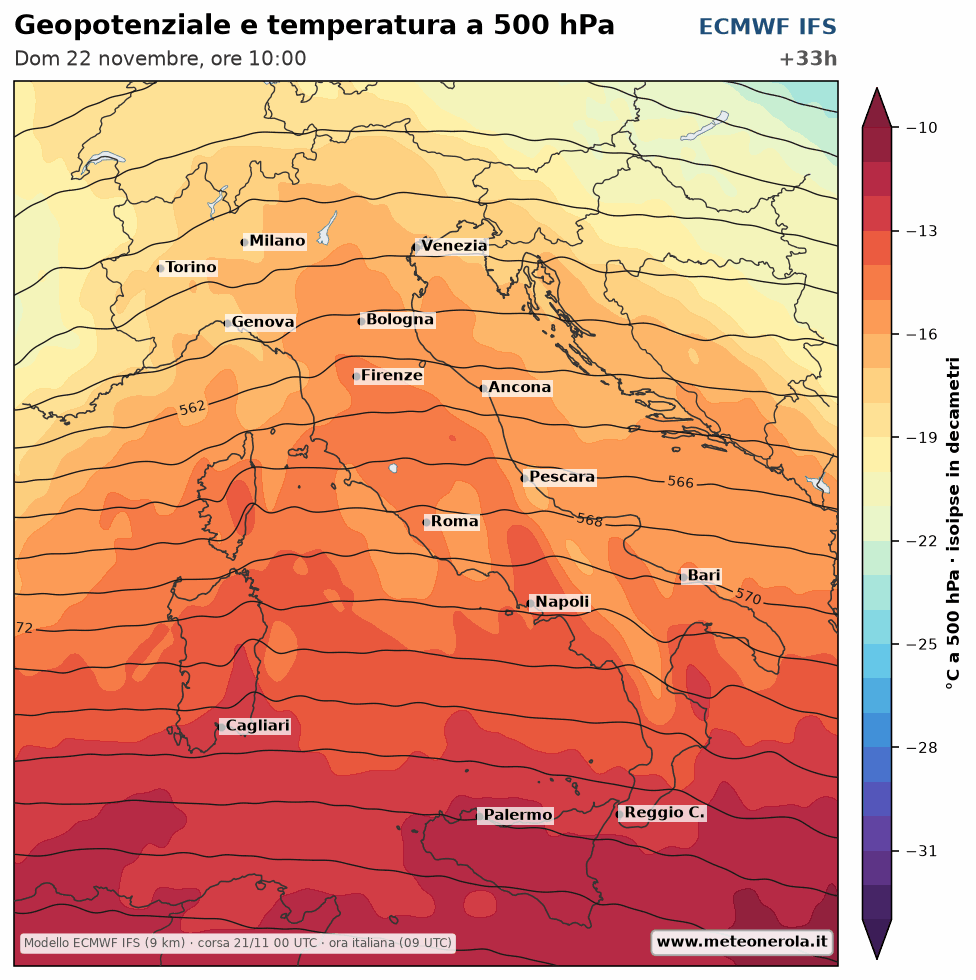 Geopotenziale e temperatura a 500 hPa
ECMWF IFS
Dom 22 novembre, ore 10:00
+33h
Milano
Venezia
Torino
Genova
Bologna
Firenze
Ancona
562
Pescara
566
Roma
568
Bari
570
Napoli
72
Cagliari
Palermo
Reggio C.
−10
−13
−16
−19
−22
−25
−28
−31
°C a 500 hPa · isoipse in decametri
Modello ECMWF IFS (9 km) · corsa 21/11 00 UTC · ora italiana (09 UTC)
www.meteonerola.it